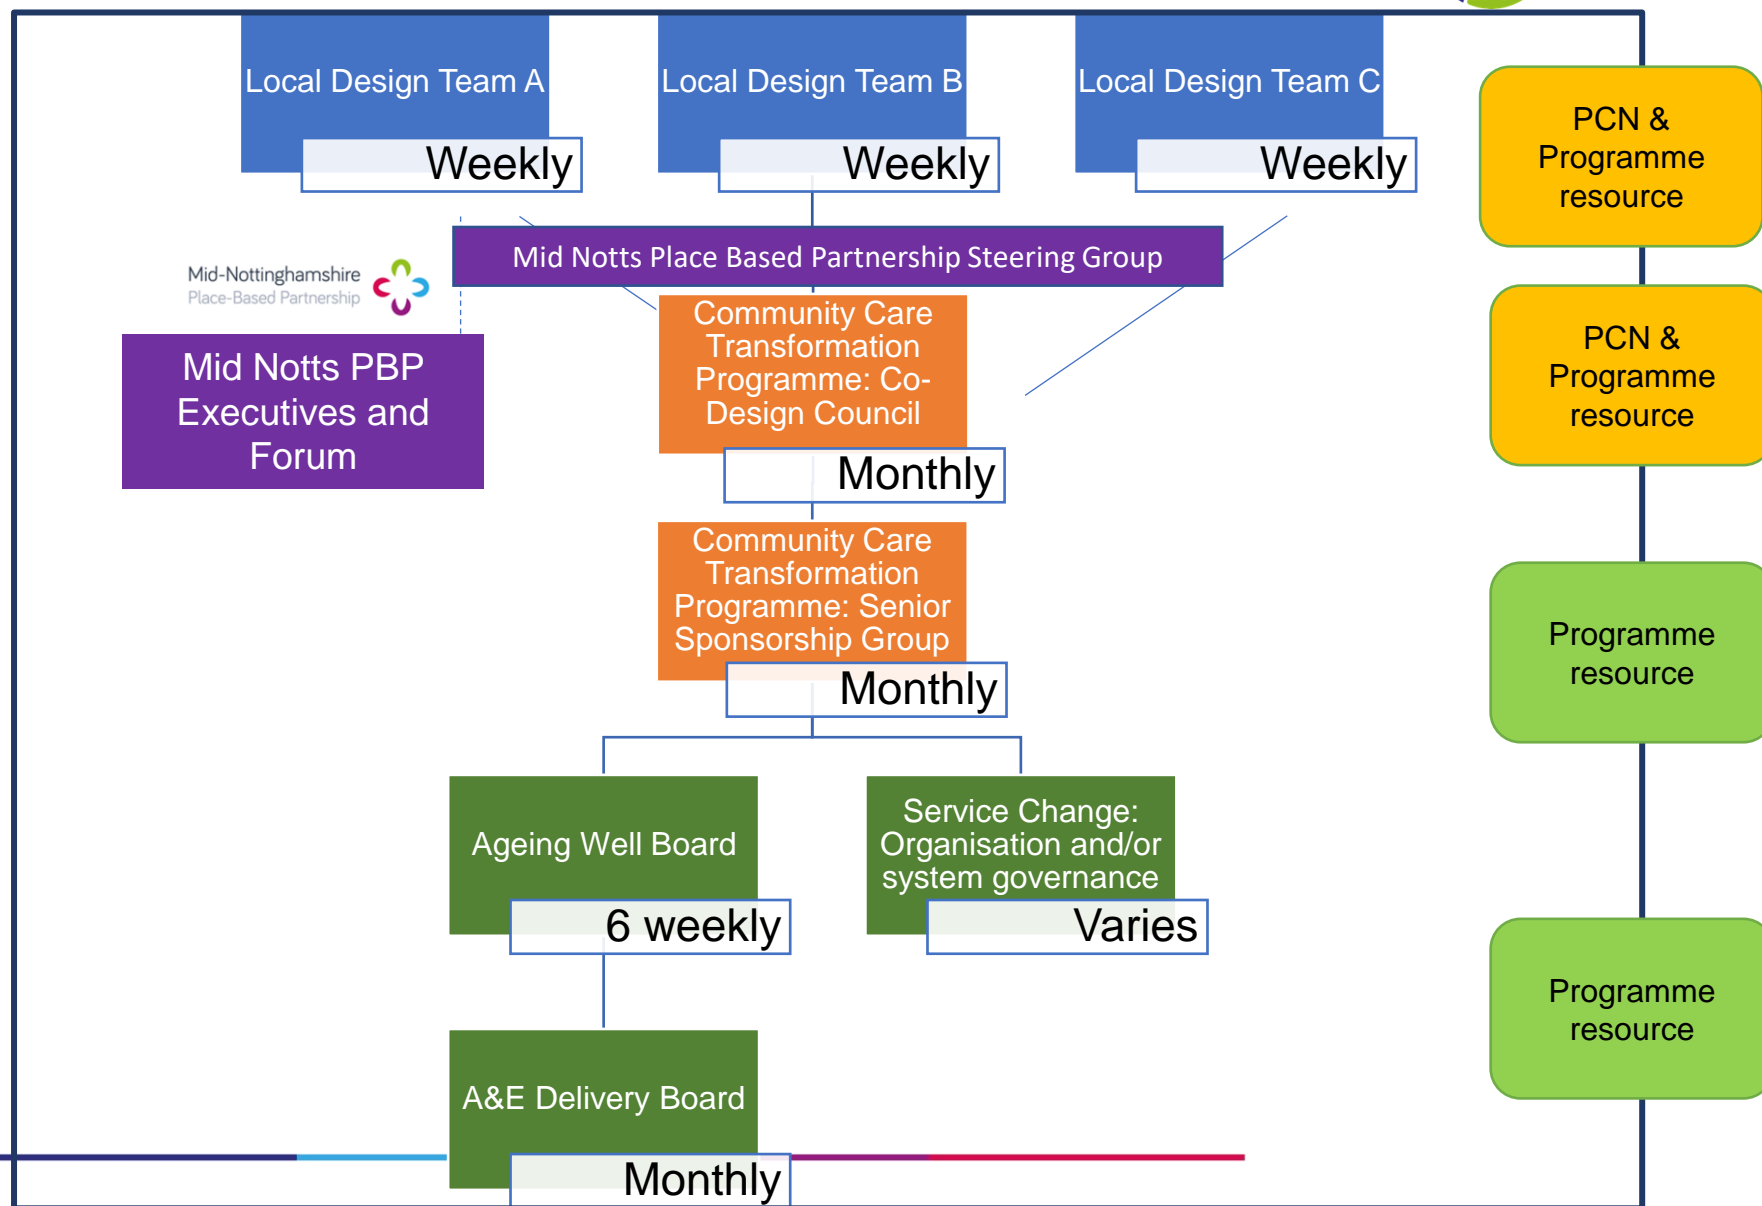 Local Design Team A
Weekly
Local Design Team B
Weekly
Local Design Team C
Weekly
PCN &
Programme
resource
Mid Notts Place Based Partnership Steering Group
Mid-Nottinghamshire
Place-Based Partnership
Mid Notts PBP
Executives and
Forum
Community Care
Transformation
Programme: Co-
Design Council
Monthly
PCN &
Programme
resource
Community Care
Transformation
Programme: Senior
Sponsorship Group
Monthly
Programme
resource
Ageing Well Board
6 weekly
Service Change:
Organisation and/or
system governance
Varies
Programme
resource
A&E Delivery Board
Monthly